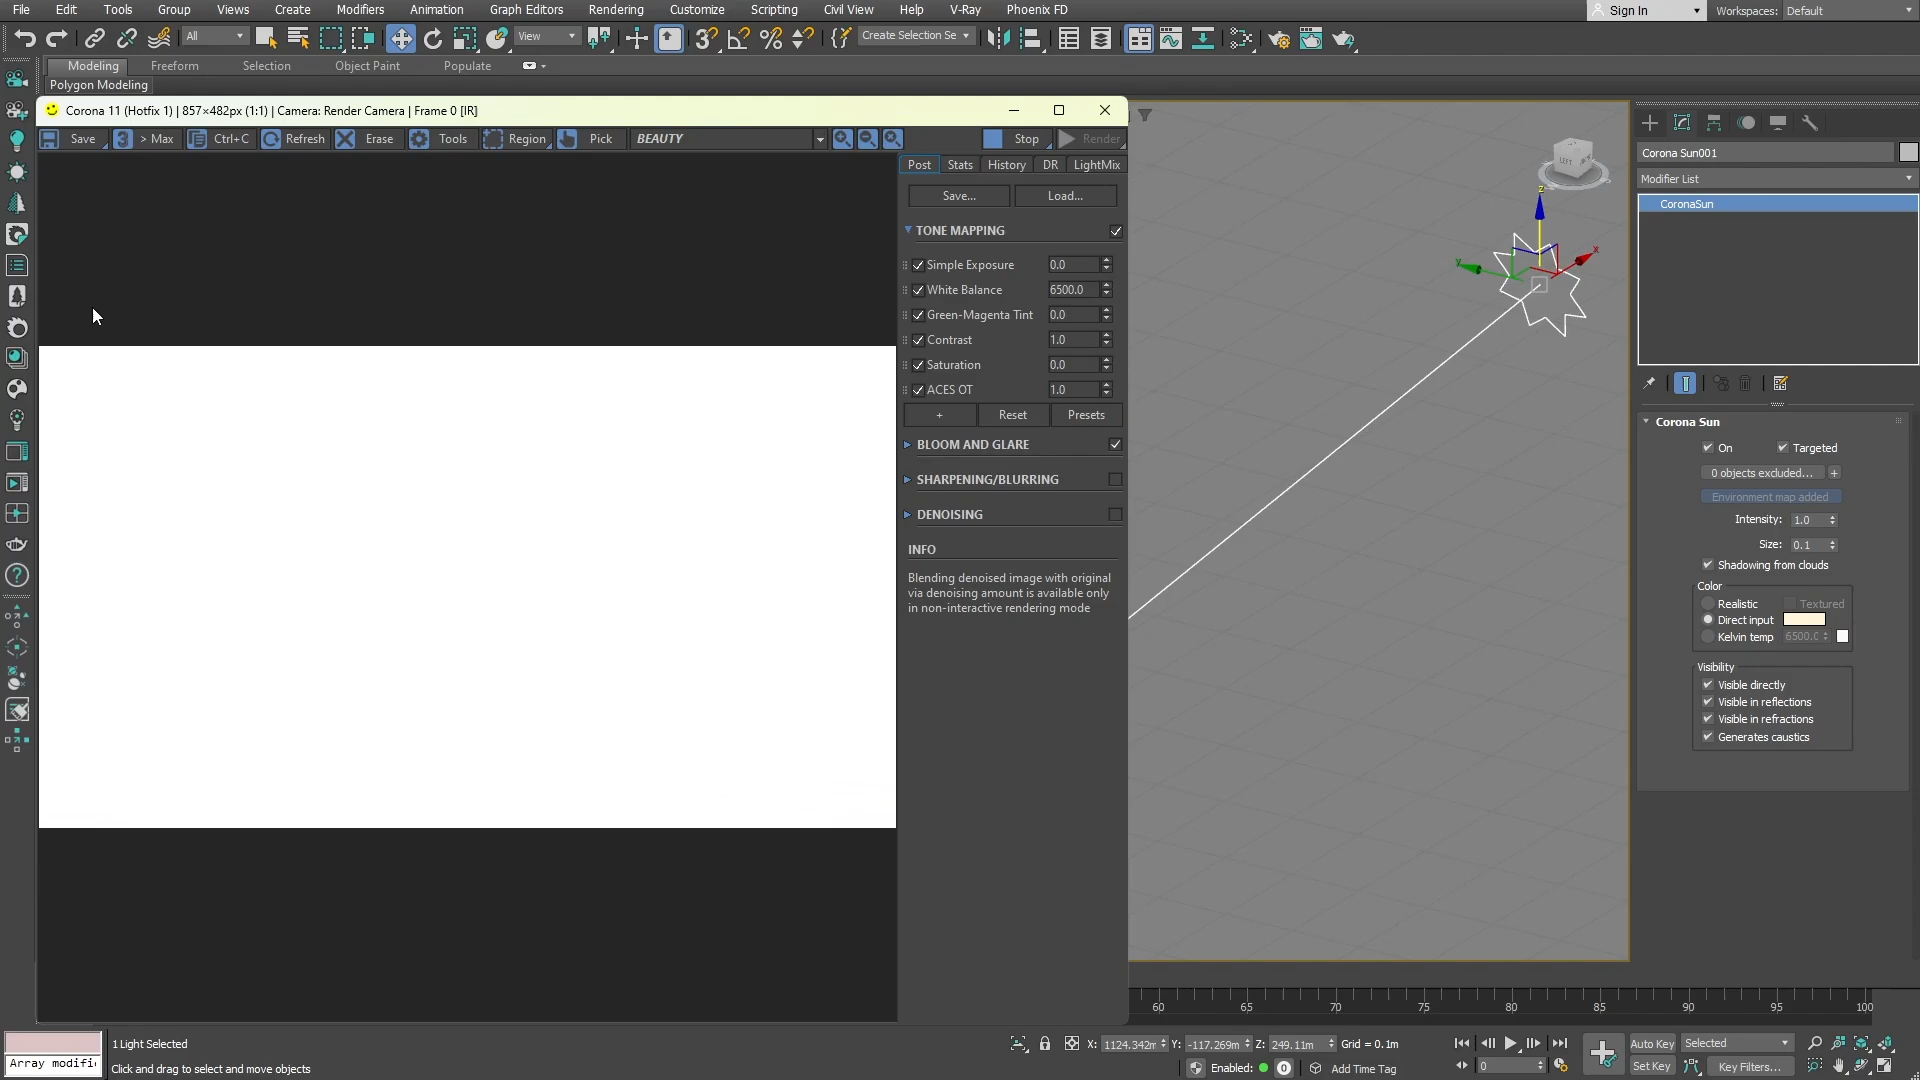 File Edit Tools Group Views Create Modifiers Animation Graph Editors Rendering Customize Scripting Civil View Help V-Ray Phoenix FD Sign In Workspaces: Default
All View Create Selection Se
Modeling Freeform Selection Object Paint Populate
Polygon Modeling
Corona 11 (Hotfix 1) | 857×482px (1:1) | Camera: Render Camera | Frame 0 [IR]
Save > Max Ctrl+C Refresh Erase Tools Region Pick BEAUTY Stop Render
Post Stats History DR LightMix
Save... Load...
TONE MAPPING
Simple Exposure 0.0
White Balance 6500.0
Green-Magenta Tint 0.0
Contrast 1.0
Saturation 0.0
ACES OT 1.0
+ Reset Presets
BLOOM AND GLARE
SHARPENING/BLURRING
DENOISING
INFO
Blending denoised image with original
via denoising amount is available only
in non-interactive rendering mode
LEFT
z
x
y
Corona Sun001
Modifier List
CoronaSun
Corona Sun
On Targeted
0 objects excluded... +
Environment map added
Intensity: 1.0
Size: 0.1
Shadowing from clouds
Color
Realistic Textured
Direct input
Kelvin temp 6500.0
Visibility
Visible directly
Visible in reflections
Visible in refractions
Generates caustics
60 65 70 75 80 85 90 95 100
1 Light Selected X: 1124.342m Y: -117.269m Z: 249.11m Grid = 0.1m Auto Key Selected
Array modifi Click and drag to select and move objects Enabled: 0 Add Time Tag 0 Set Key Key Filters...